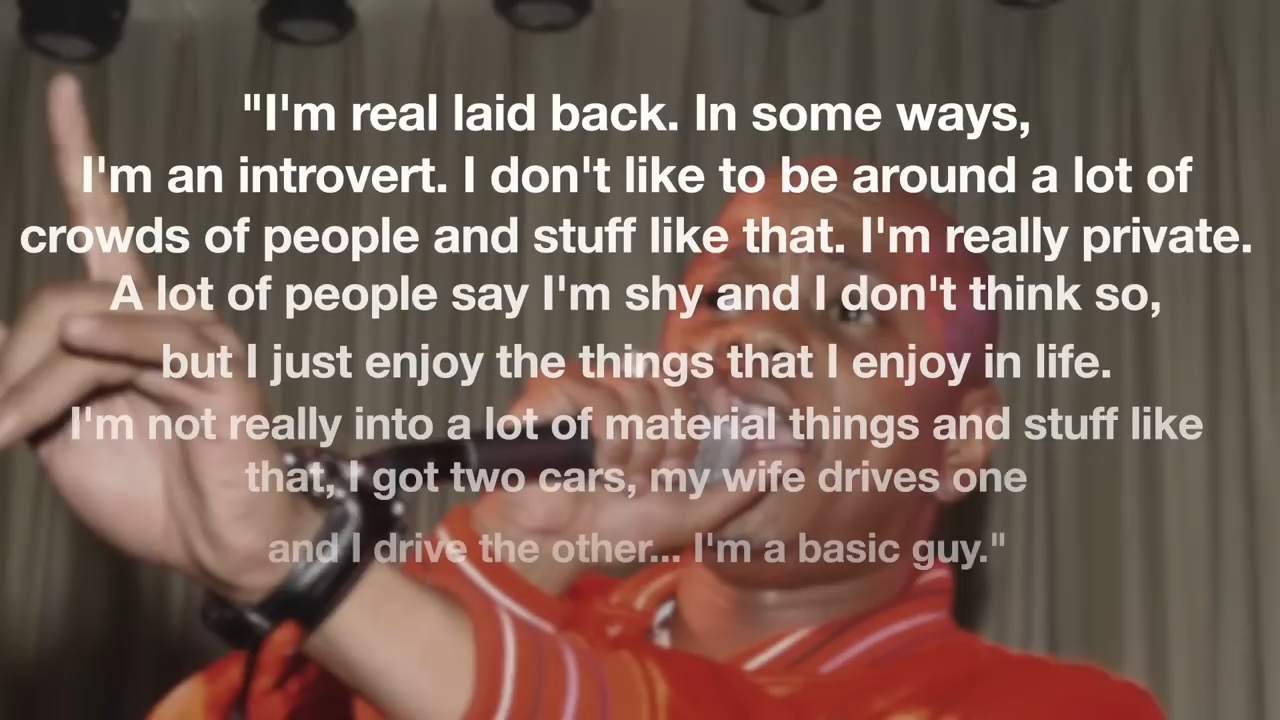 "I'm real laid back. In some ways,
I'm an introvert. I don't like to be around a lot of
crowds of people and stuff like that. I'm really private.
A lot of people say I'm shy and I don't think so,
but I just enjoy the things that I enjoy in life.
I'm not really into a lot of material things and stuff like
that, I got two cars, my wife drives one
and I drive the other... I'm a basic guy."